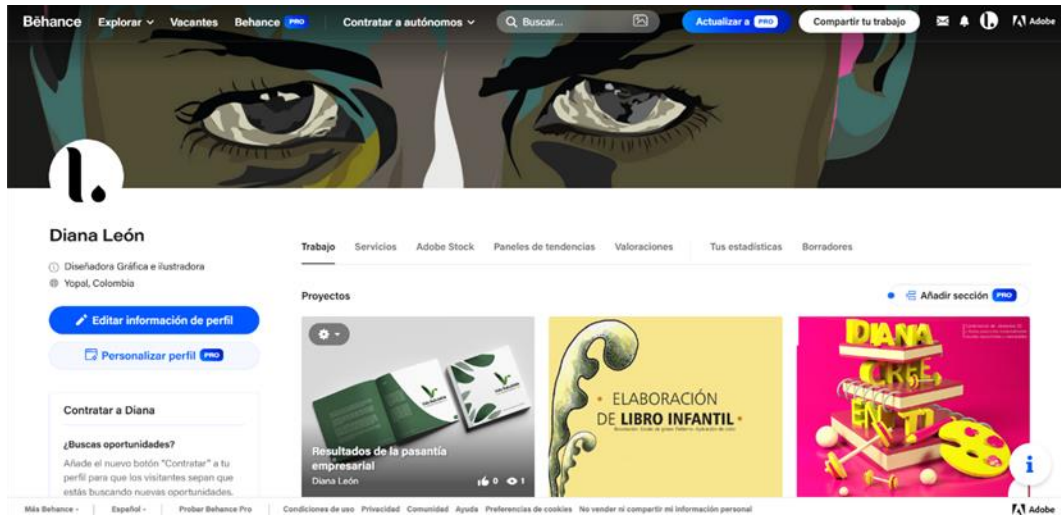 Bēhance Explorar Vacantes Behance PRO Contratar a autónomos Buscar... Actualizar a PRO Compartir tu trabajo Adobe
Diana León
Diseñadora Gráfica e ilustradora
Yopal, Colombia
Editar información de perfil
Personalizar perfil PRO
Contratar a Diana
¿Buscas oportunidades?
Añade el nuevo botón "Contratar" a tu
perfil para que los visitantes sepan que
estás buscando nuevas oportunidades.
Trabajo Servicios Adobe Stock Paneles de tendencias Valoraciones Tus estadísticas Borradores
Proyectos
Añadir sección PRO
Resultados de la pasantía
empresarial
Diana León 0 1
ELABORACIÓN
DE LIBRO INFANTIL
DIANA
CREE
EN TI
Más Behance Español Probar Behance Pro Condiciones de uso Privacidad Comunidad Ayuda Preferencias de cookies No vender ni compartir mi información personal Adobe